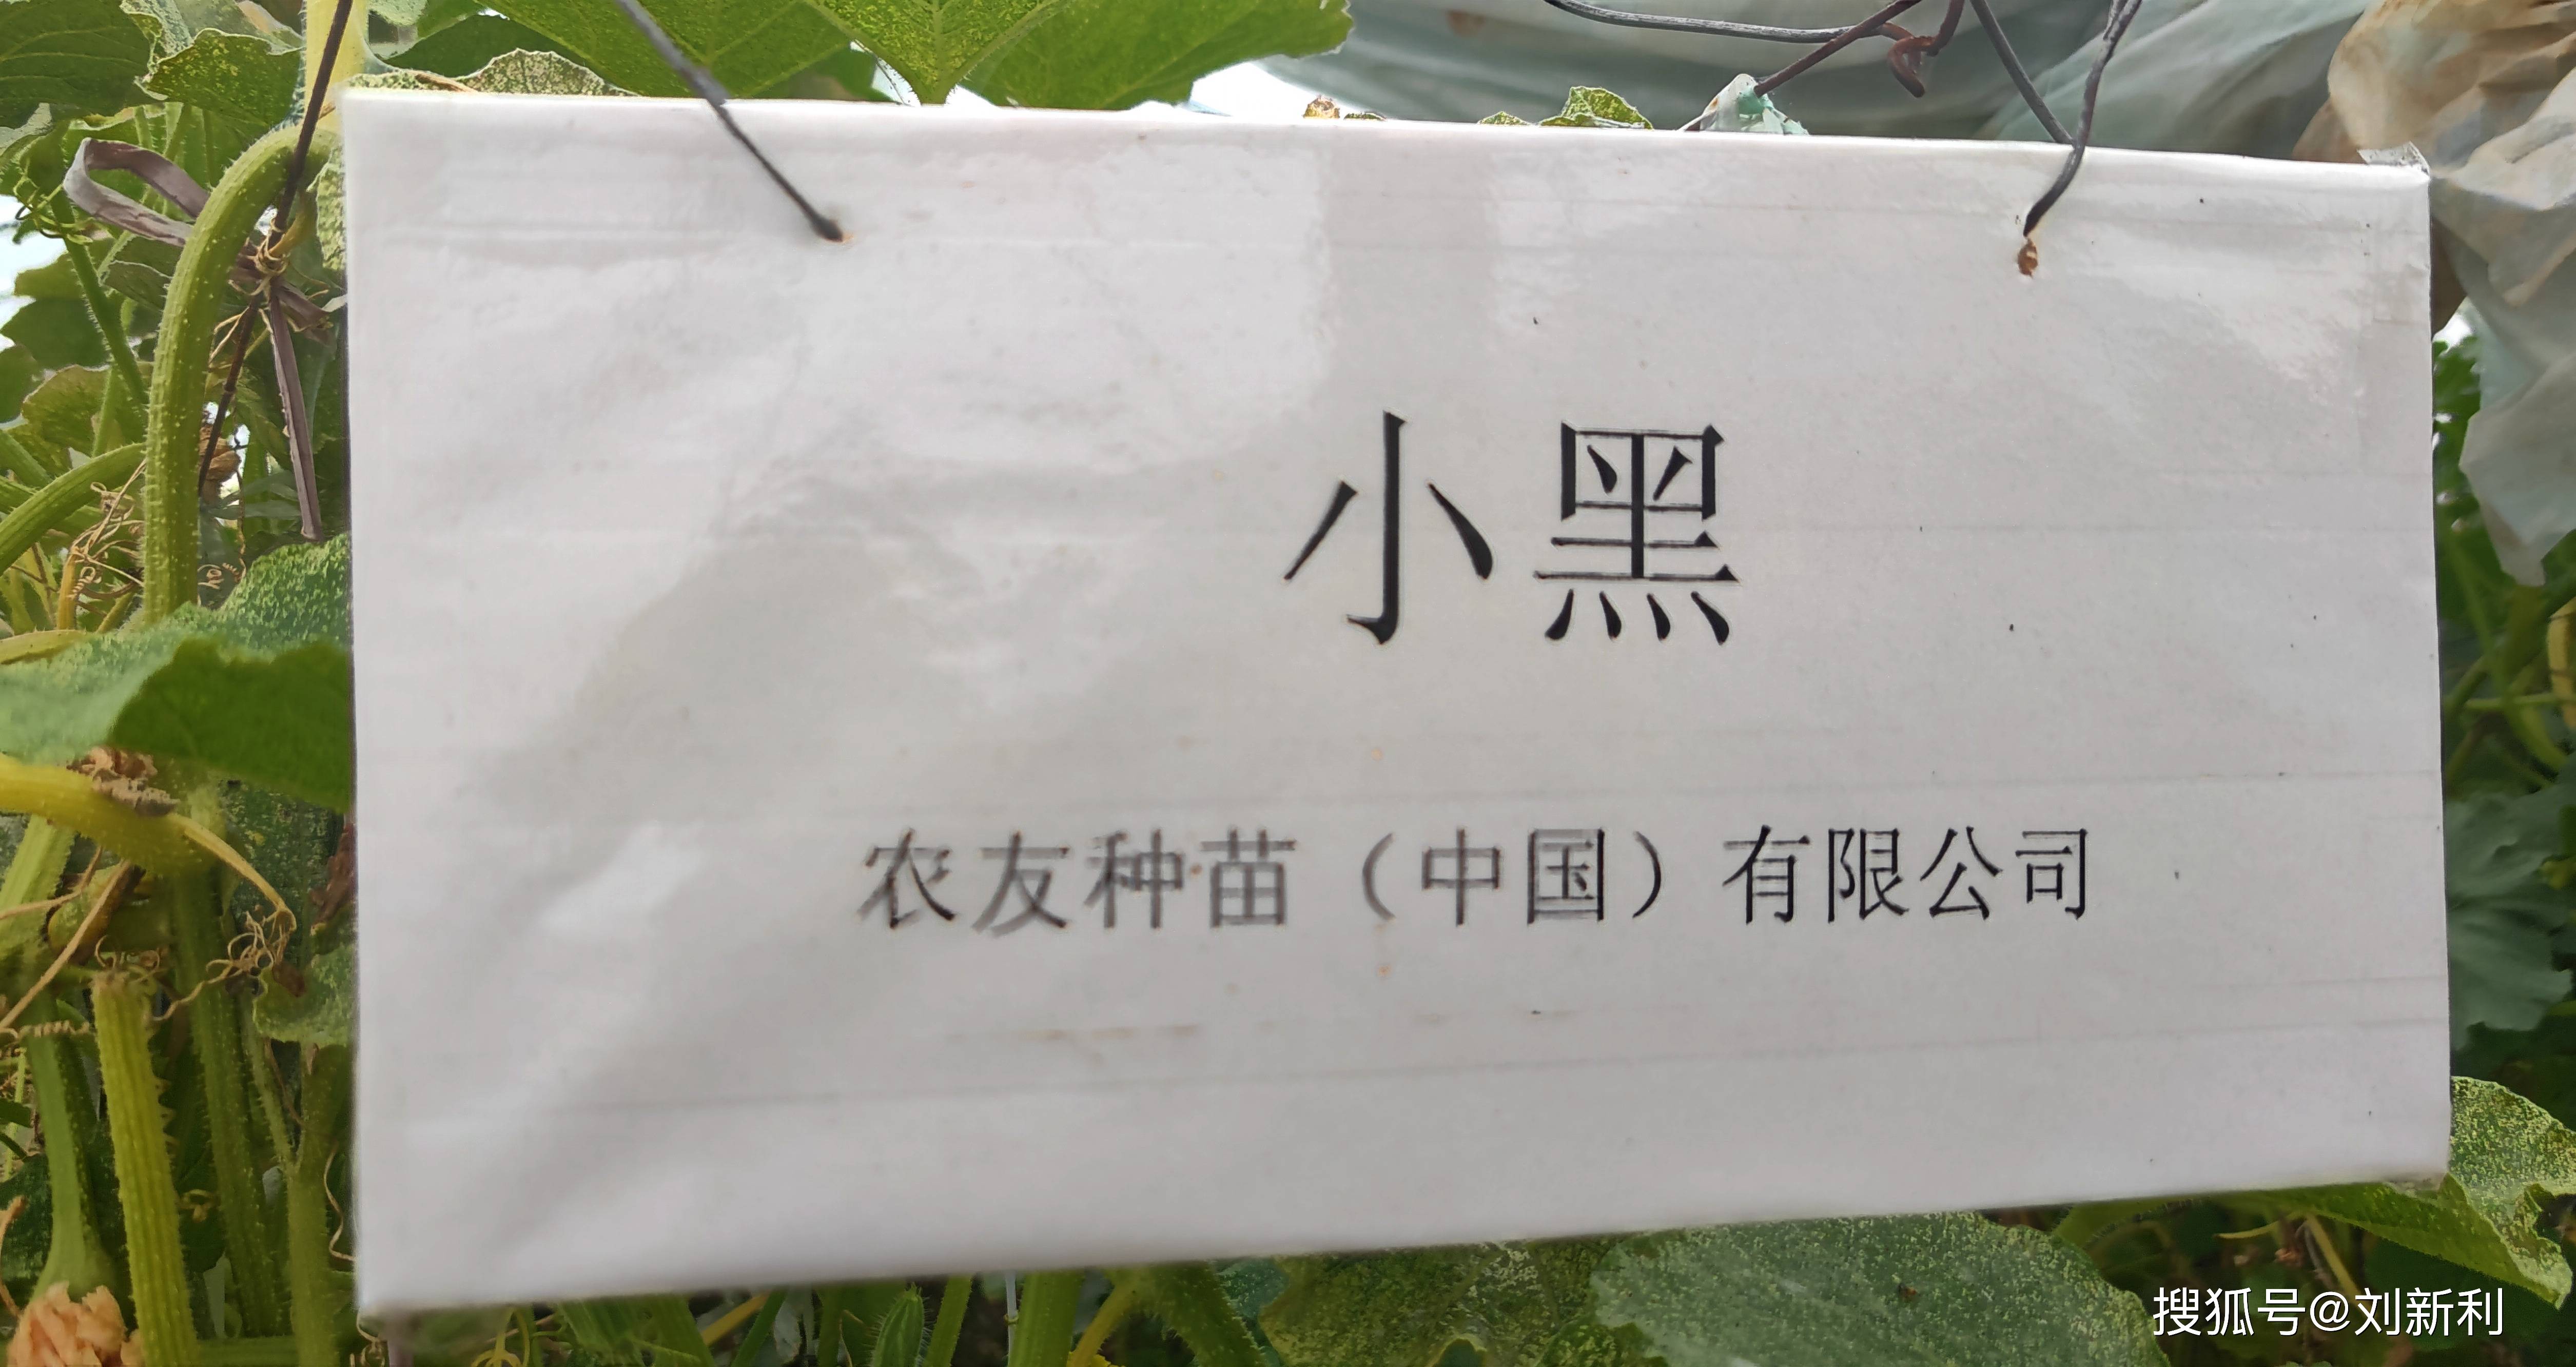 小黑
农友种苗（中国）有限公司
搜狐号@刘新利